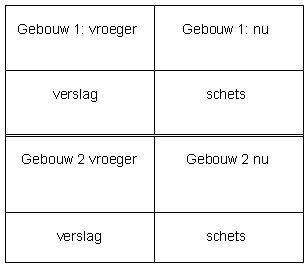 Gebouw 1: vroeger
Gebouw 1: nu
verslag
schets
Gebouw 2 vroeger
Gebouw 2 nu
verslag
schets